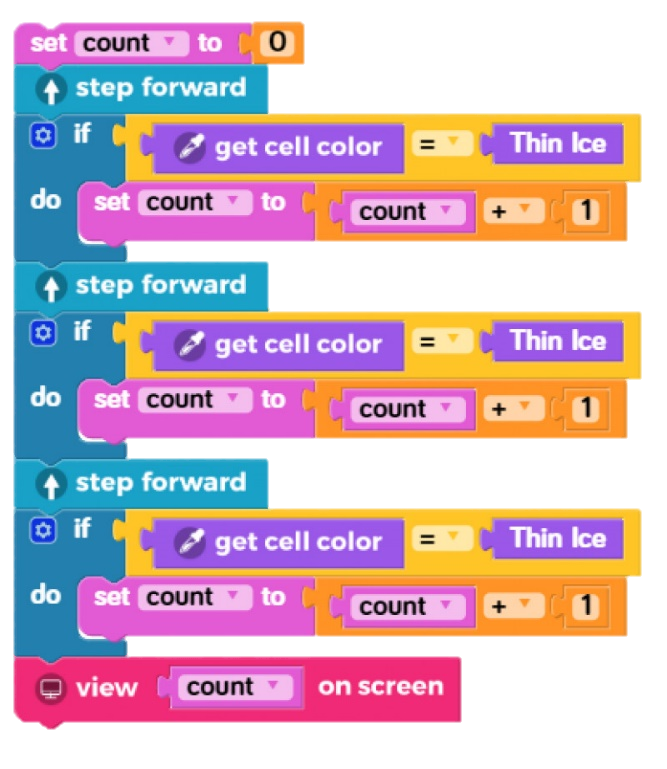 set count to 0
step forward
if get cell color = Thin Ice
do set count to count + 1
step forward
if get cell color = Thin Ice
do set count to count + 1
step forward
if get cell color = Thin Ice
do set count to count + 1
view count on screen